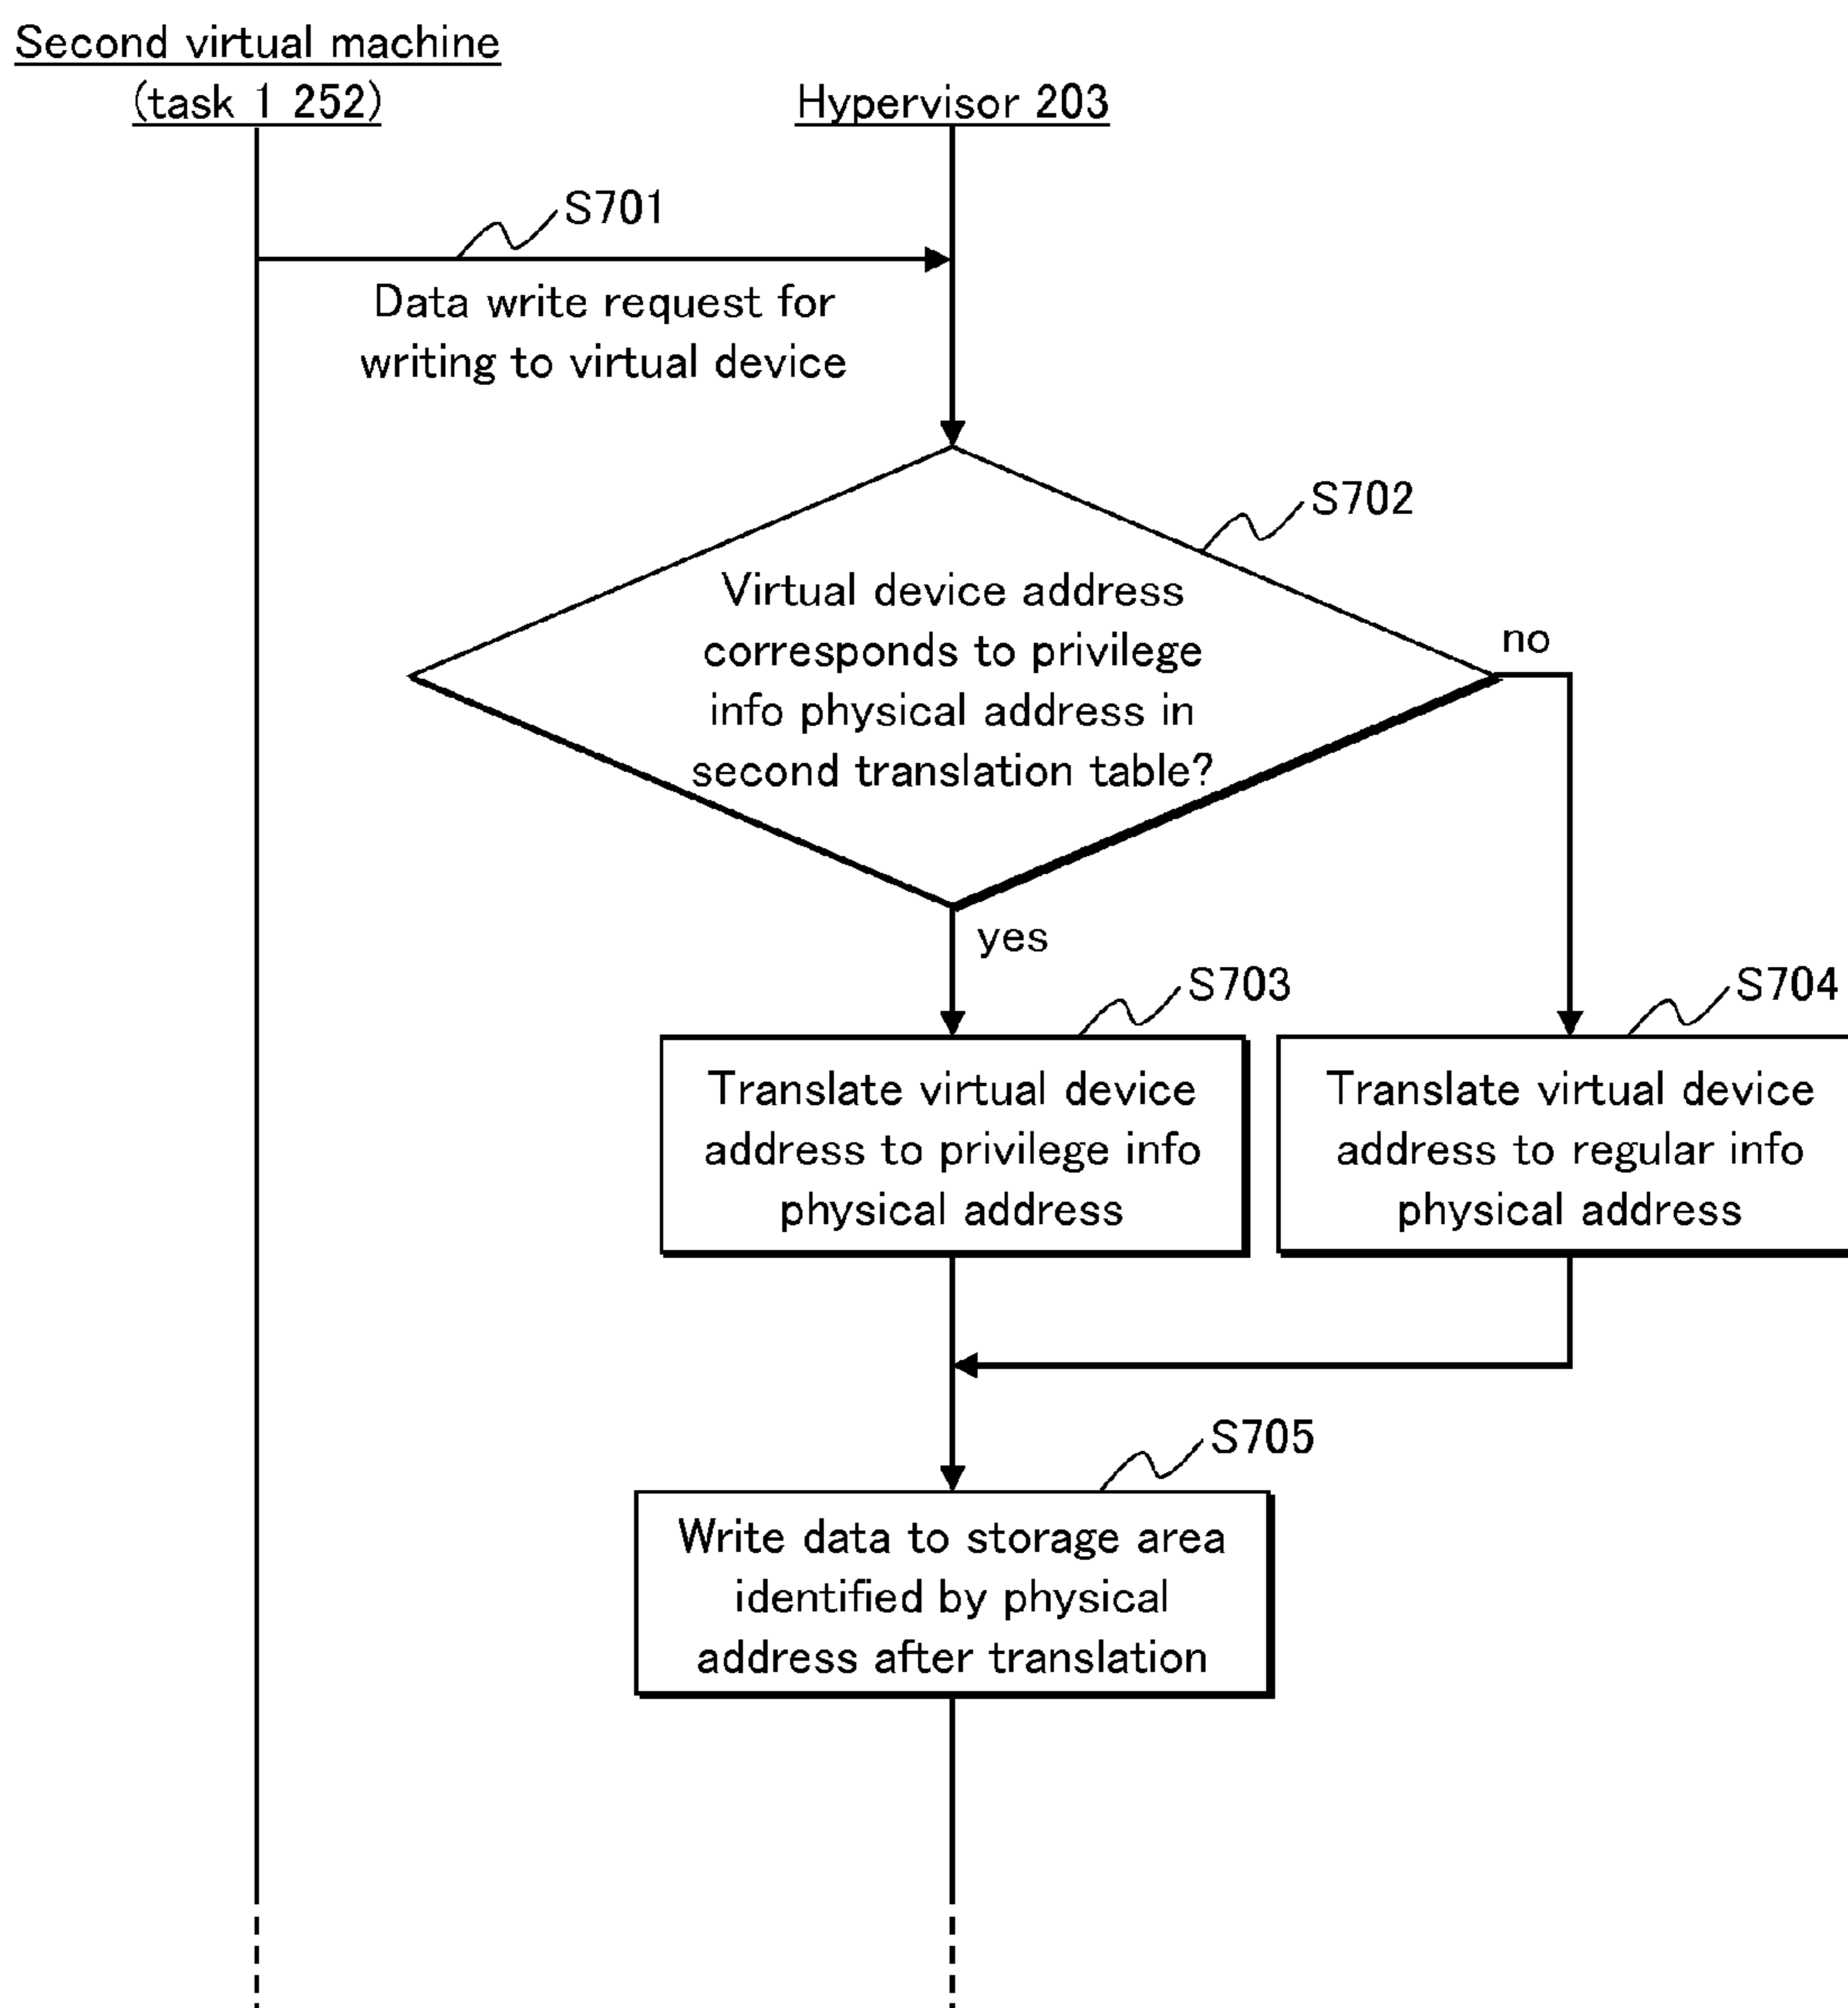 Second virtual machine
(task 1 252)
Hypervisor 203
S701
Data write request for
writing to virtual device
S702
Virtual device address
corresponds to privilege
info physical address in
second translation table?
no
yes
S703
Translate virtual device
address to privilege info
physical address
S704
Translate virtual device
address to regular info
physical address
S705
Write data to storage area
identified by physical
address after translation